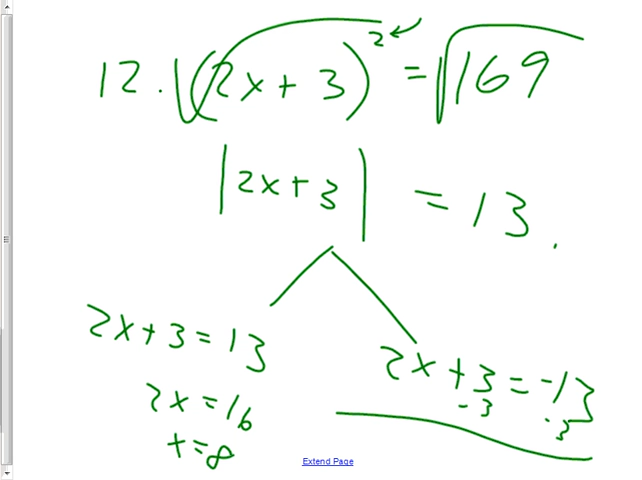 12. √(2x + 3)² = √169
|2x + 3| = 13.
2x + 3 = 13
2x + 3 = -13
-3 -3
2x = 16
x = 8
Extend Page